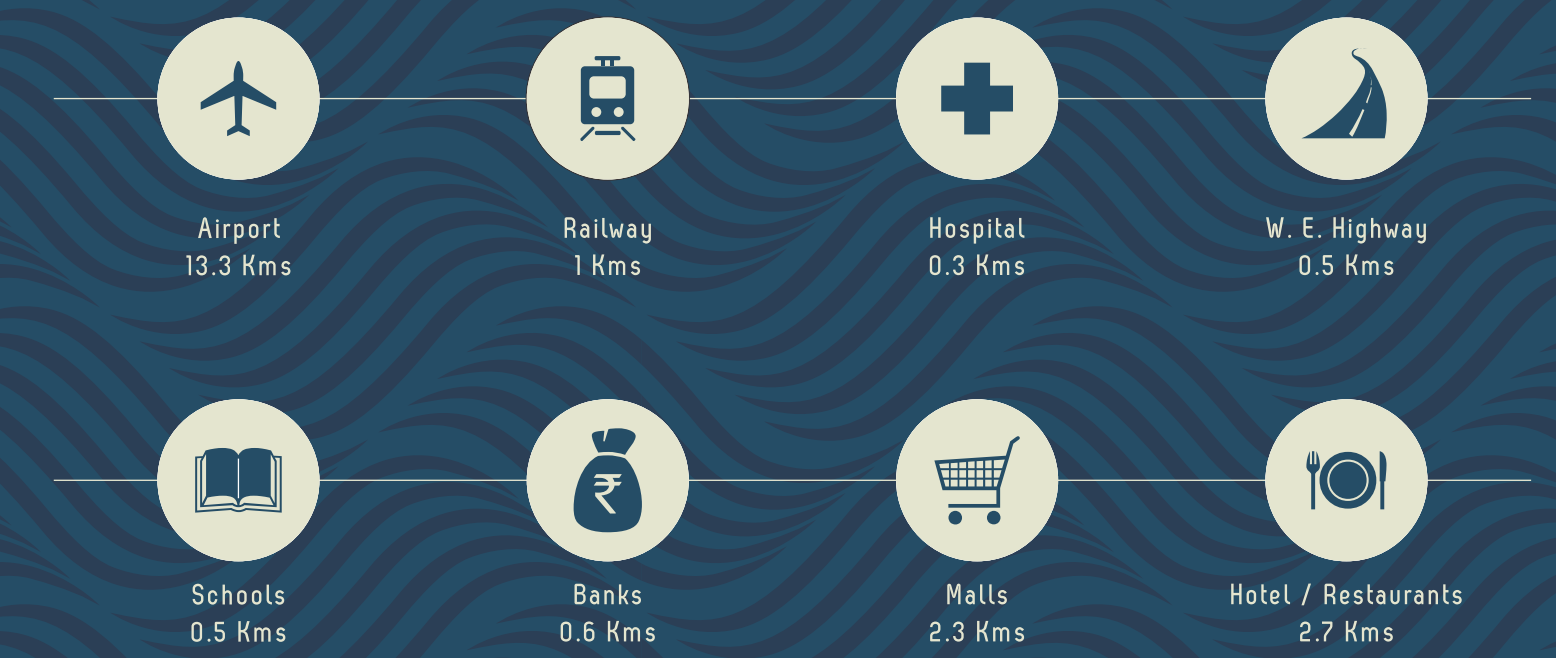 Airport
13.3 Kms
Railway
1 Kms
Hospital
0.3 Kms
W. E. Highway
0.5 Kms
Schools
0.5 Kms
₹
Banks
0.6 Kms
Malls
2.3 Kms
Hotel / Restaurants
2.7 Kms